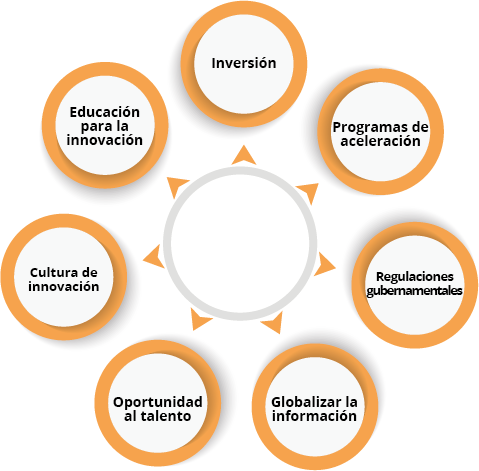 Inversión
Programas de
aceleración
Regulaciones
gubernamentales
Globalizar la
información
Oportunidad
al talento
Cultura de
innovación
Educación
para la
innovación